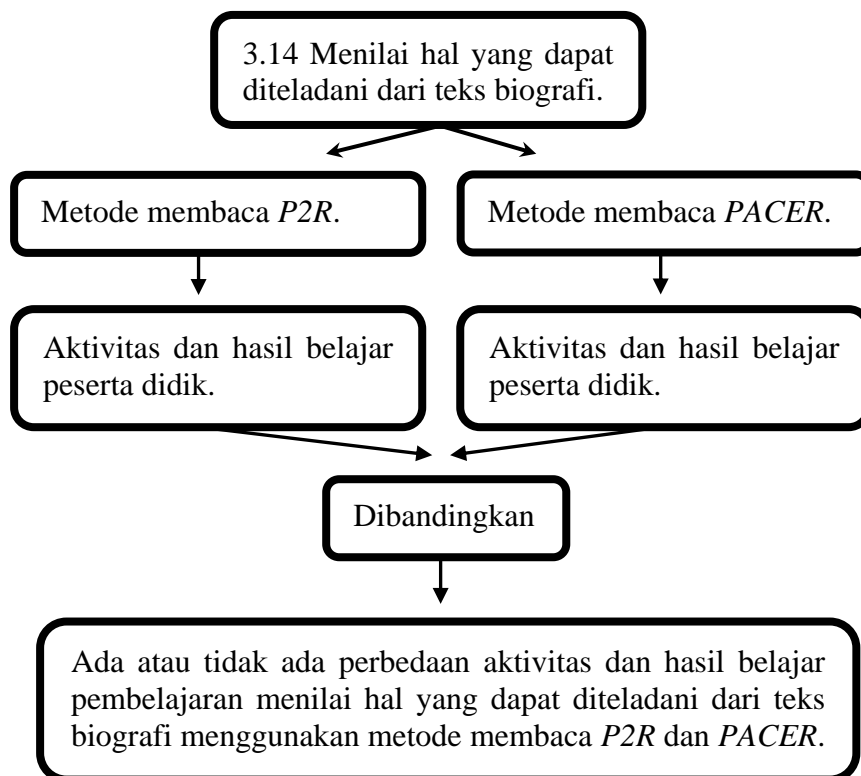 3.14 Menilai hal yang dapat
diteladani dari teks biografi.
Metode membaca P2R.
Metode membaca PACER.
Aktivitas dan hasil belajar
peserta didik.
Aktivitas dan hasil belajar
peserta didik.
Dibandingkan
Ada atau tidak ada perbedaan aktivitas dan hasil belajar
pembelajaran menilai hal yang dapat diteladani dari teks
biografi menggunakan metode membaca P2R dan PACER.